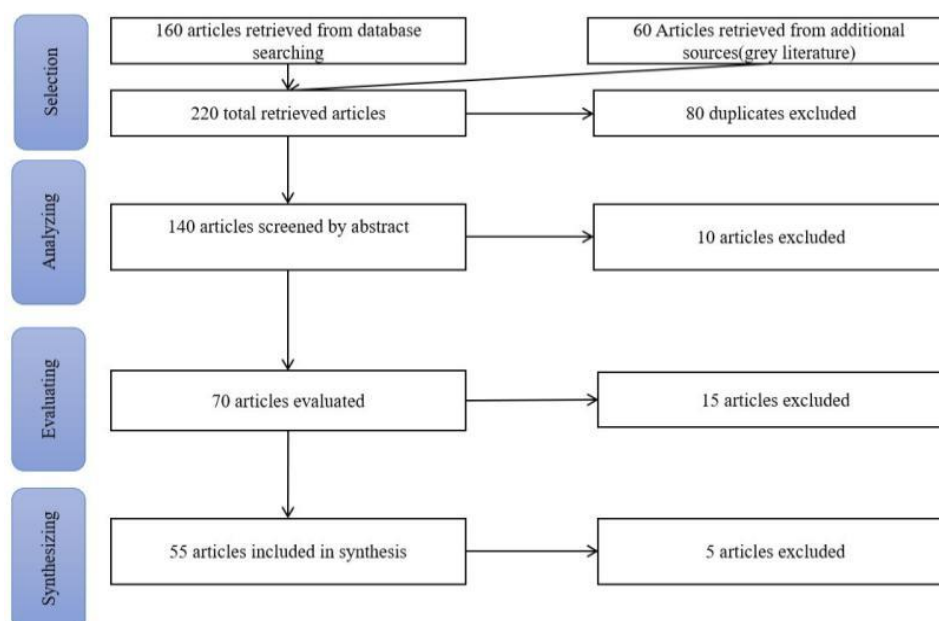 Selection
160 articles retrieved from database
searching
60 Articles retrieved from additional
sources(grey literature)
220 total retrieved articles
80 duplicates excluded
Analyzing
140 articles screened by abstract
10 articles excluded
Evaluating
70 articles evaluated
15 articles excluded
Synthesizing
55 articles included in synthesis
5 articles excluded